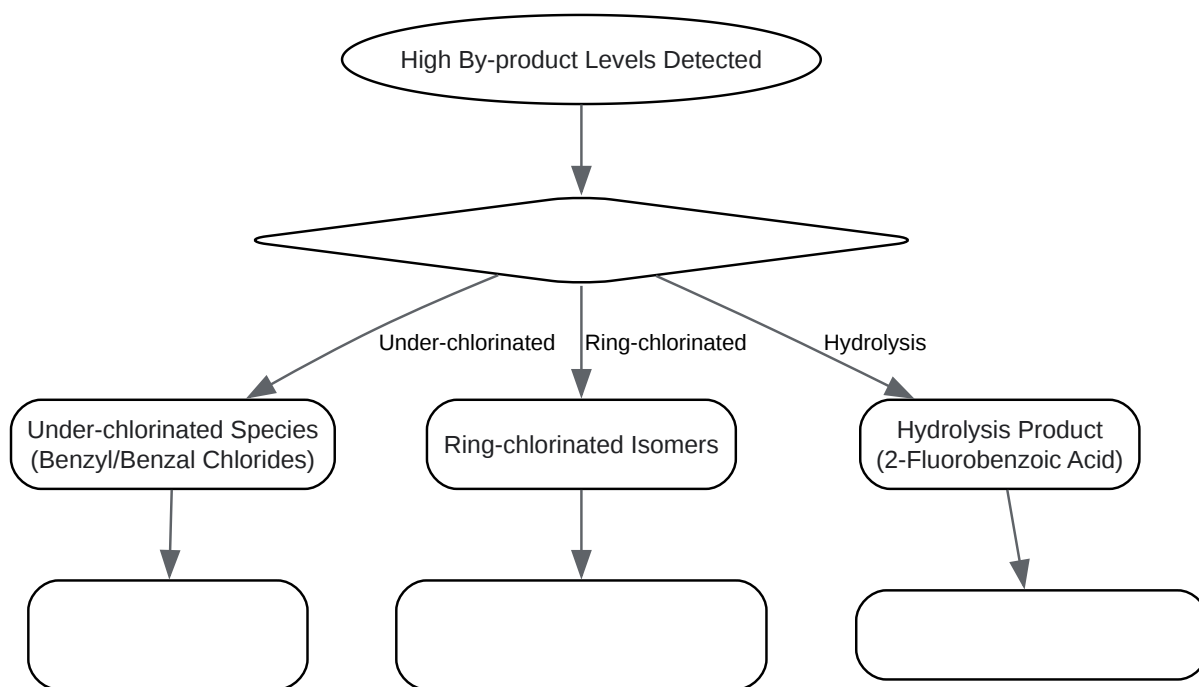 High By-product Levels Detected
Under-chlorinated
Ring-chlorinated
Hydrolysis
Under-chlorinated Species
(Benzyl/Benzal Chlorides)
Ring-chlorinated Isomers
Hydrolysis Product
(2-Fluorobenzoic Acid)